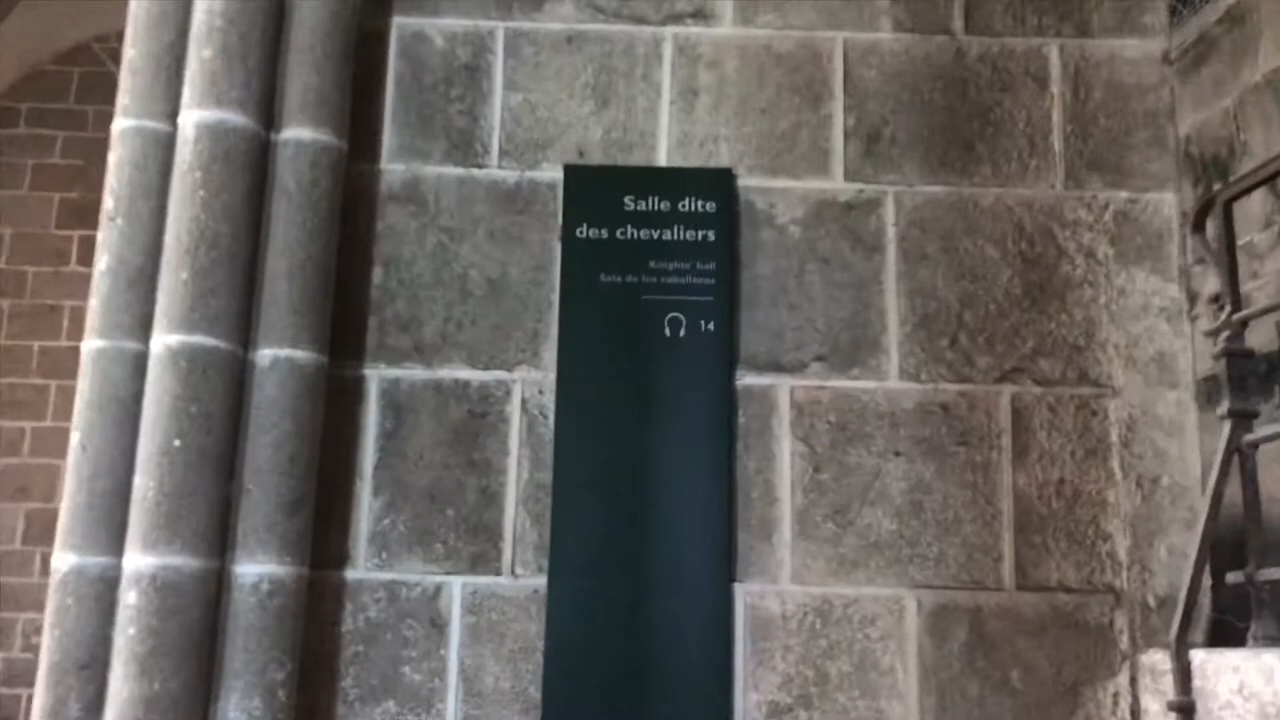 Salle dite
des chevaliers
Knights' hall
Sala de los caballeros
14